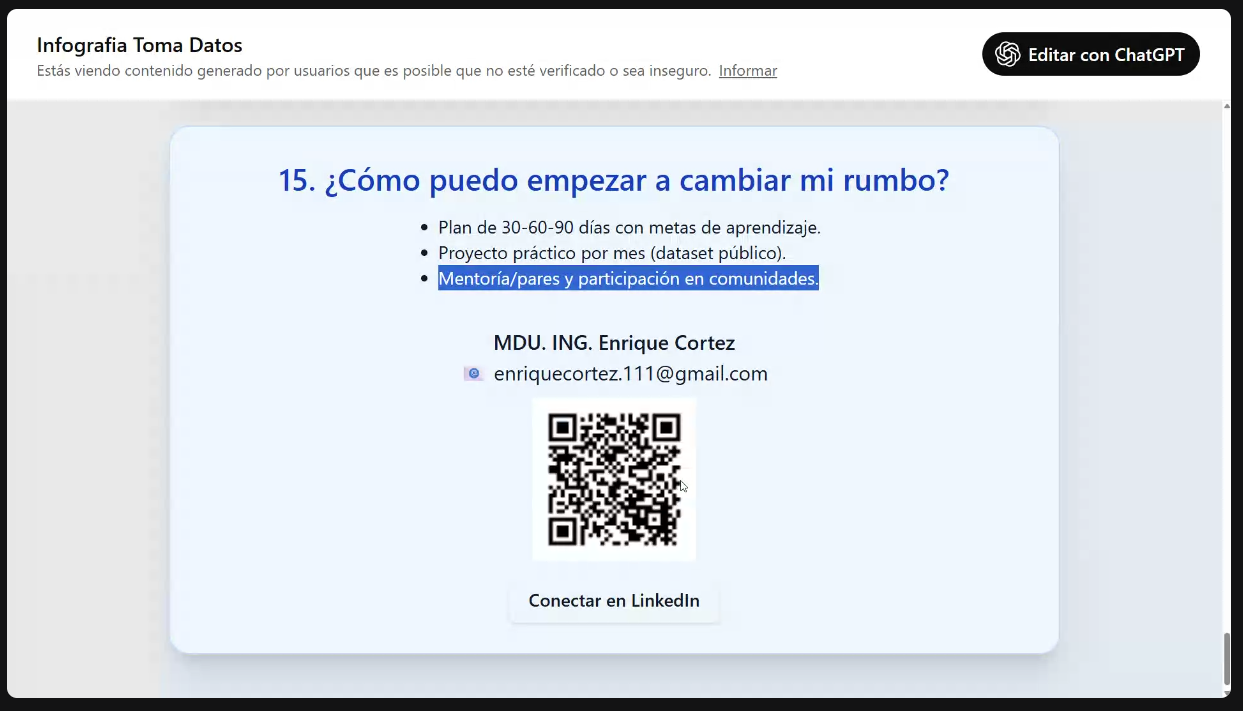 Infografia Toma Datos
Estás viendo contenido generado por usuarios que es posible que no esté verificado o sea inseguro. Informar
Editar con ChatGPT
15. ¿Cómo puedo empezar a cambiar mi rumbo?
• Plan de 30-60-90 días con metas de aprendizaje.
• Proyecto práctico por mes (dataset público).
• Mentoría/pares y participación en comunidades.
MDU. ING. Enrique Cortez
enriquecortez.111@gmail.com
Conectar en LinkedIn